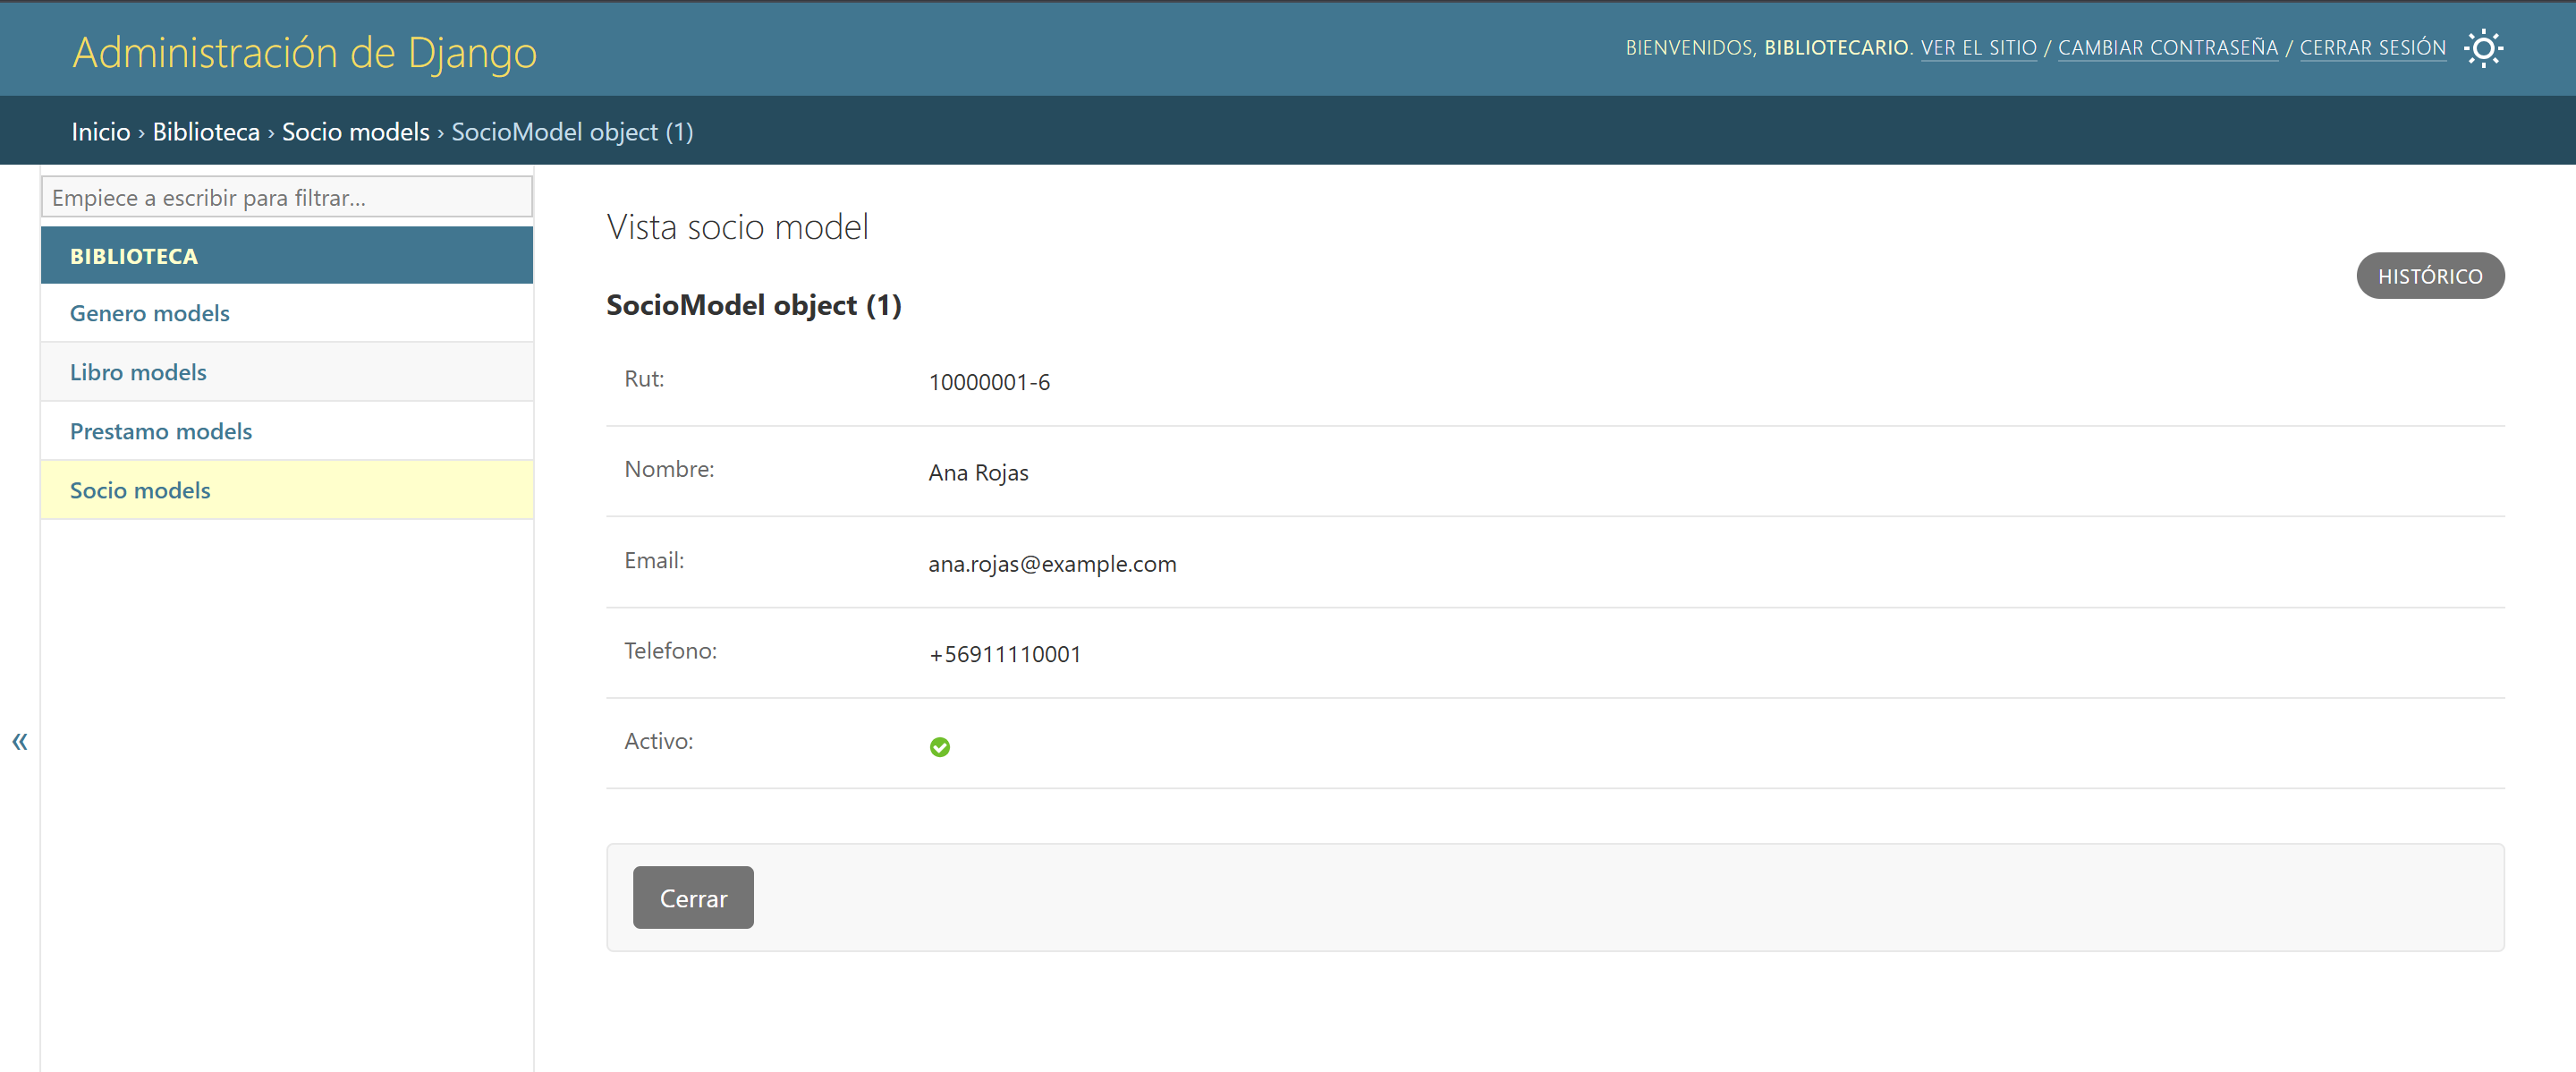 Administración de Django
BIENVENIDOS, BIBLIOTECARIO. VER EL SITIO / CAMBIAR CONTRASEÑA / CERRAR SESIÓN
Inicio › Biblioteca › Socio models › SocioModel object (1)
Empiece a escribir para filtrar...
BIBLIOTECA
Genero models
Libro models
Prestamo models
Socio models
«
Vista socio model
HISTÓRICO
SocioModel object (1)
Rut: 10000001-6
Nombre: Ana Rojas
Email: ana.rojas@example.com
Telefono: +56911110001
Activo:
Cerrar